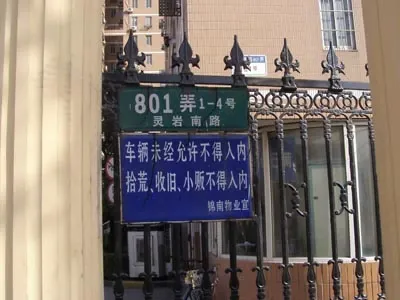 801弄1-4号
灵岩南路
车辆未经允许不得入内
拾荒、收旧、小贩不得入内
锦南物业宣